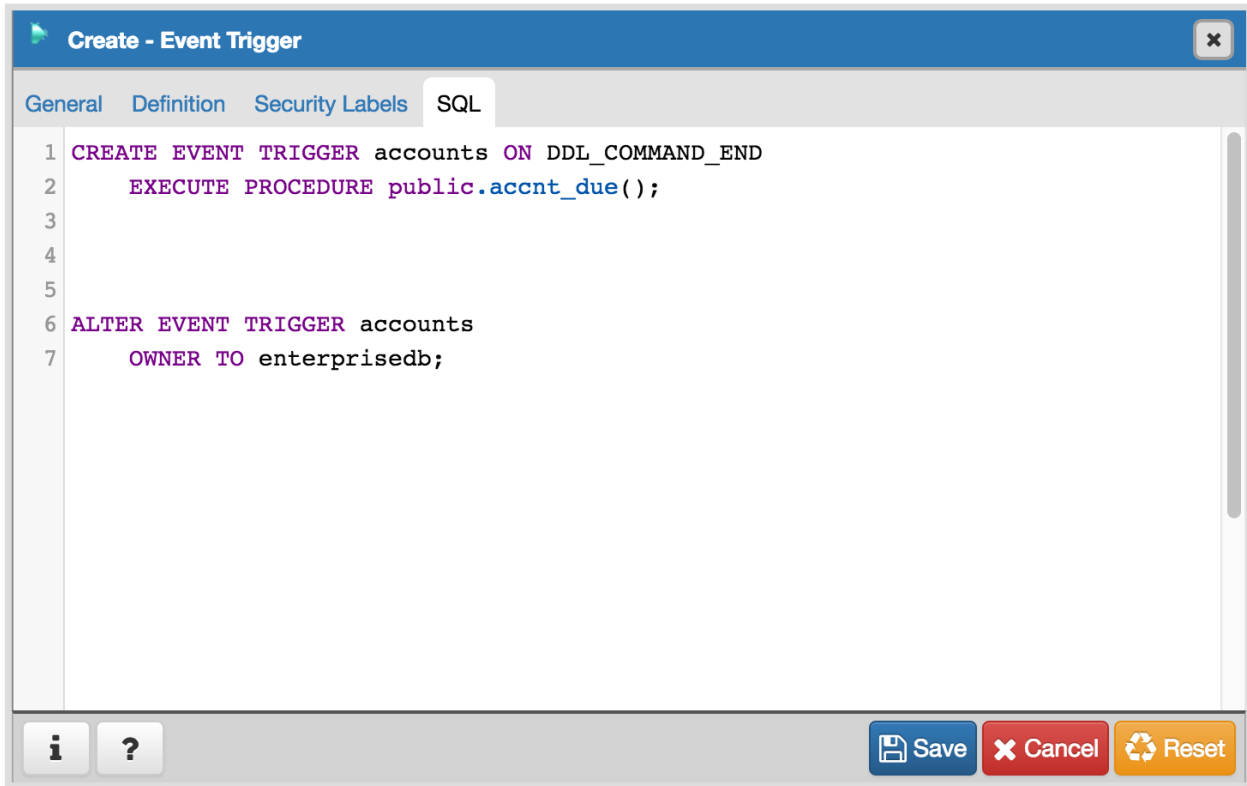 Create - Event Trigger
General Definition Security Labels SQL
1 CREATE EVENT TRIGGER accounts ON DDL_COMMAND_END
2 EXECUTE PROCEDURE public.accnt_due();
3
4
5
6 ALTER EVENT TRIGGER accounts
7 OWNER TO enterprisedb;
i ? Save Cancel Reset